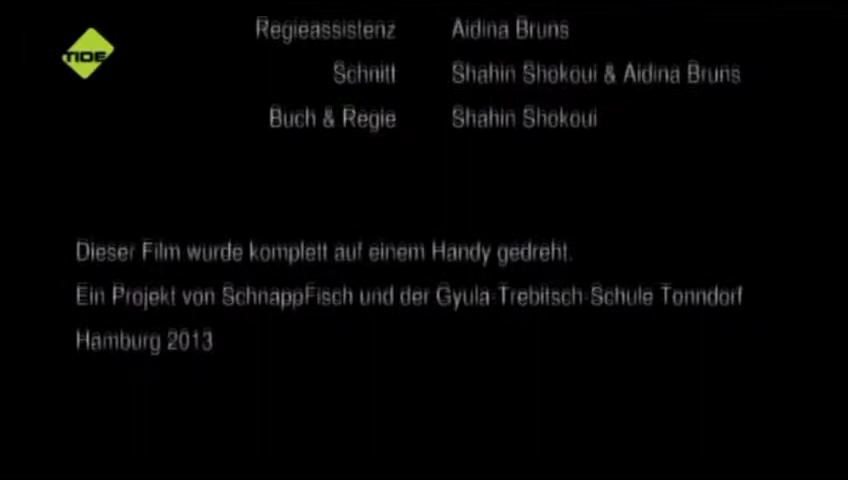 TIDE
Regieassistenz Aidina Bruns
Schnitt Shahin Shokoui & Aidina Bruns
Buch & Regie Shahin Shokoui
Dieser Film wurde komplett auf einem Handy gedreht.
Ein Projekt von SchnappFisch und der Gyula-Trebitsch-Schule Tonndorf
Hamburg 2013